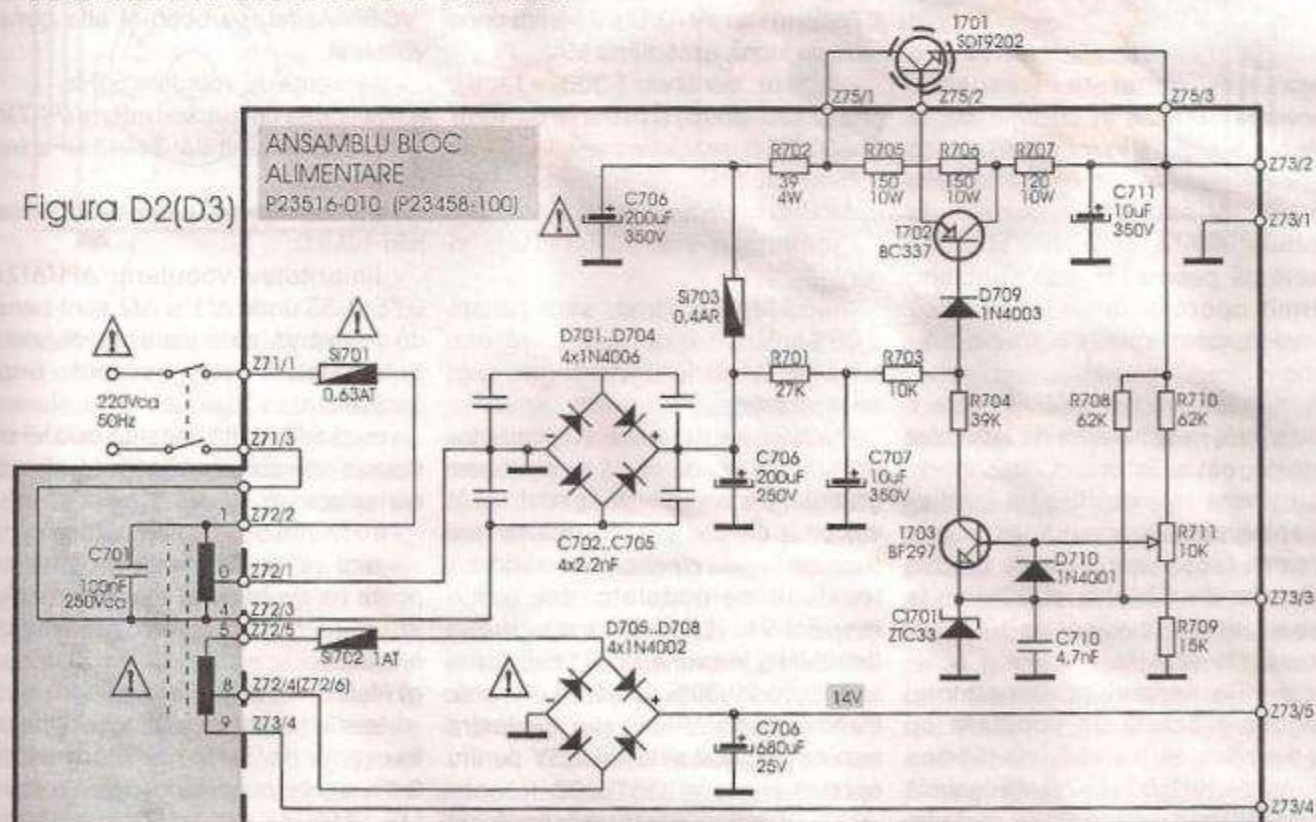 T701
SDT9202
Z75/1
Z75/2
Z75/3
ANSAMBLU BLOC
ALIMENTARE
P23516-010 (P23458-100)
Figura D2(D3)
C706
200uF
350V
R702
39
4W
R705
150
10W
R706
150
10W
R707
120
10W
C711
10uF
350V
Z73/2
Z73/1
T702
BC337
Si703
0,4AR
D709
1N4003
D701..D704
4x1N4006
Z71/1
Si701
0.63AT
220Vca
50Hz
Z71/3
R701
27K
R703
10K
R704
39K
R708
62K
R710
62K
C706
200uF
250V
C707
10uF
350V
1
Z72/2
C701
100nF
250Vca
0
Z72/1
4
Z72/3
5
Z72/5
C702..C705
4x2.2nF
T703
BF297
D710
1N4001
R711
10K
Z73/3
CI701
ZTC33
C710
4,7nF
R709
15K
Si702 1AT
D705..D708
4x1N4002
8
Z72/4(Z72/6)
9
Z73/4
14V
Z73/5
C706
680uF
25V
Z73/4